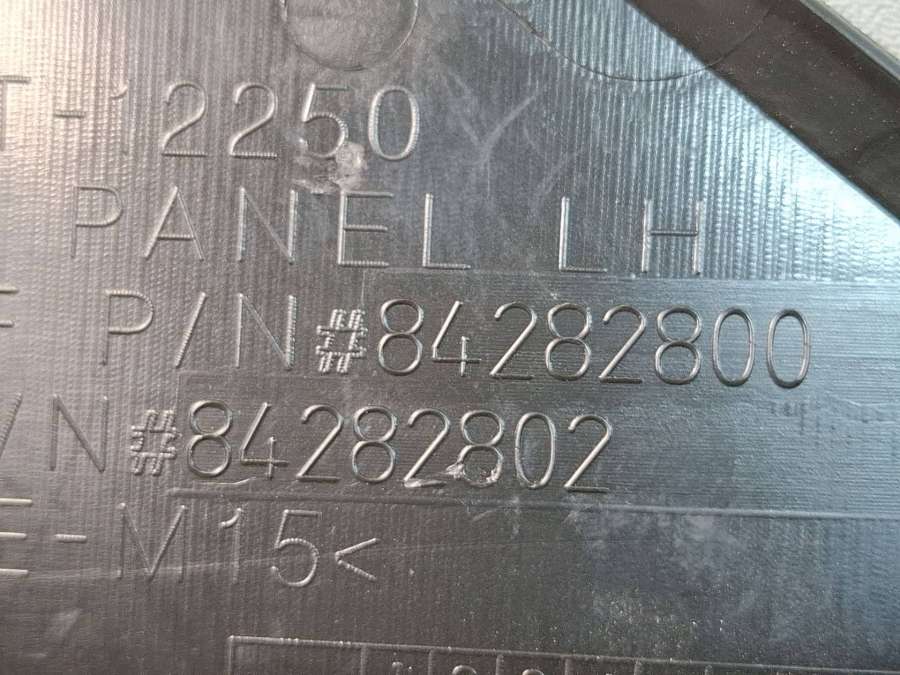 T-12250
PANEL LH
F P/N#84282800
/N#84282802
E-M15<